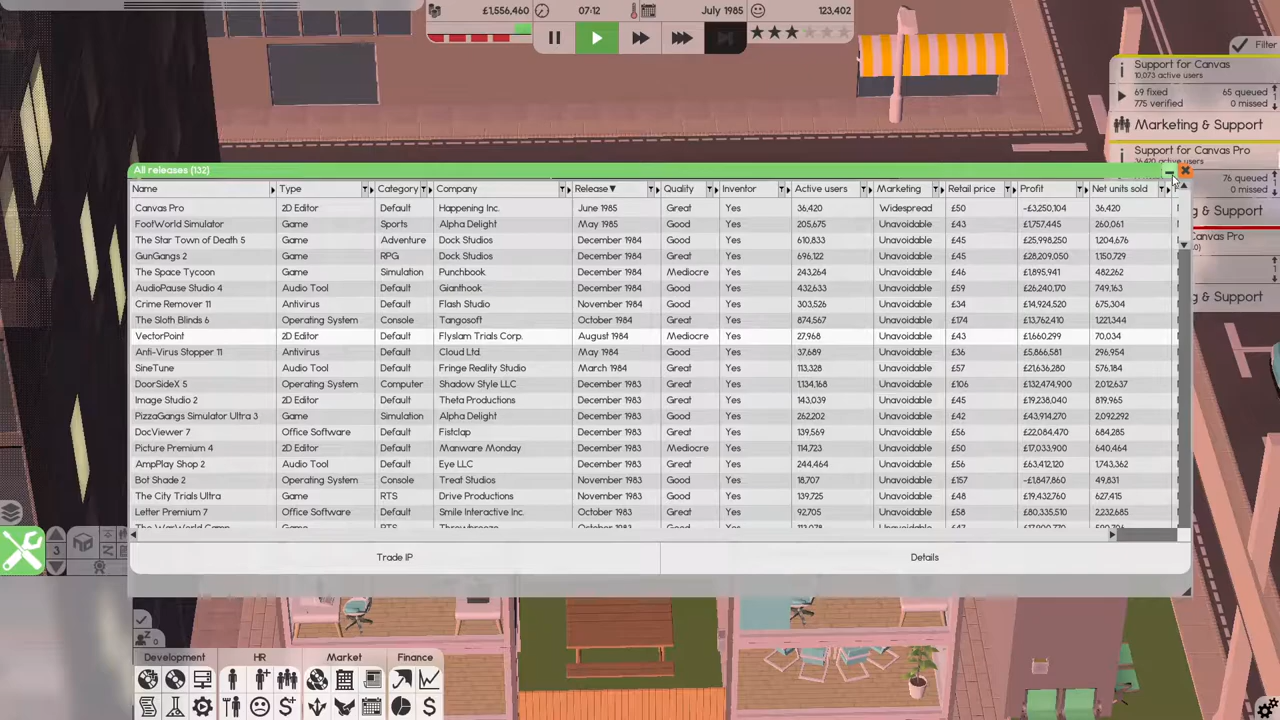 £1,556,460 07:12 July 1985 123,402
Filter
Support for Canvas
10,073 active users
69 fixed 65 queued
775 verified 0 missed
Marketing & Support
Support for Canvas Pro
36,420 active users
76 queued
0 missed
g & Support
Canvas Pro
g & Support
All releases (132)
Name Type Category Company Release▼ Quality Inventor Active users Marketing Retail price Profit Net units sold
Canvas Pro 2D Editor Default Happening Inc. June 1985 Great Yes 36,420 Widespread £50 -£3,250,104 36,420
FootWorld Simulator Game Sports Alpha Delight May 1985 Good Yes 205,675 Unavoidable £43 £1,757,445 260,061
The Star Town of Death 5 Game Adventure Dock Studios December 1984 Great Yes 610,833 Unavoidable £45 £25,998,250 1,204,676
GunGangs 2 Game RPG Dock Studios December 1984 Great Yes 696,122 Unavoidable £58 £28,209,050 1,150,729
The Space Tycoon Game Simulation Punchbook December 1984 Mediocre Yes 243,264 Unavoidable £46 £1,895,941 482,262
AudioPause Studio 4 Audio Tool Default Gianthook December 1984 Great Yes 432,633 Unavoidable £59 £26,240,170 749,163
Crime Remover 11 Antivirus Default Flash Studio November 1984 Good Yes 303,526 Unavoidable £34 £14,924,520 675,304
The Sloth Blinds 6 Operating System Console Tangosoft October 1984 Great Yes 874,567 Unavoidable £174 £13,762,410 1,221,344
VectorPoint 2D Editor Default Flyslam Trials Corp. August 1984 Mediocre Yes 27,968 Unavoidable £43 £1,660,299 70,034
Anti-Virus Stopper 11 Antivirus Default Cloud Ltd. May 1984 Good Yes 37,689 Unavoidable £36 £5,866,581 296,954
SineTune Audio Tool Default Fringe Reality Studio March 1984 Good Yes 113,328 Unavoidable £57 £21,636,280 576,184
DoorSideX 5 Operating System Computer Shadow Style LLC December 1983 Great Yes 1,134,168 Unavoidable £106 £132,474,900 2,012,637
Image Studio 2 2D Editor Default Theta Productions December 1983 Great Yes 143,039 Unavoidable £45 £19,238,040 819,965
PizzaGangs Simulator Ultra 3 Game Simulation Alpha Delight December 1983 Good Yes 262,202 Unavoidable £42 £43,914,270 2,092,292
DocViewer 7 Office Software Default Fistclap December 1983 Great Yes 139,569 Unavoidable £56 £22,084,470 684,285
Picture Premium 4 2D Editor Default Manware Monday December 1983 Mediocre Yes 114,723 Unavoidable £50 £17,033,900 640,464
AmpPlay Shop 2 Audio Tool Default Eye LLC December 1983 Great Yes 244,464 Unavoidable £56 £63,412,120 1,743,362
Bot Shade 2 Operating System Console Treat Studios November 1983 Good Yes 18,707 Unavoidable £157 -£1,847,860 49,831
The City Trials Ultra Game RTS Drive Productions November 1983 Good Yes 139,725 Unavoidable £48 £19,432,760 627,415
Letter Premium 7 Office Software Default Smile Interactive Inc. October 1983 Great Yes 92,705 Unavoidable £58 £80,335,510 2,232,685
Game RTS October 1983 Good Yes Unavoidable £47
Trade IP Details
3
Development HR Market Finance